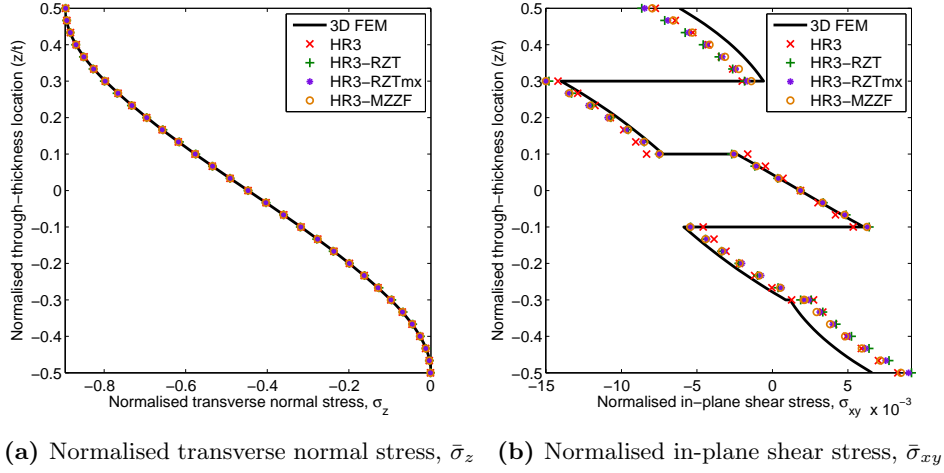 0.5
0.4
0.3
0.2
0.1
0
−0.1
−0.2
−0.3
−0.4
−0.5
Normalised through−thickness location (z/t)
3D FEM
HR3
HR3−RZT
HR3−RZTmx
HR3−MZZF
−0.8
−0.6
−0.4
−0.2
0
Normalised transverse normal stress, σz
0.5
0.4
0.3
0.2
0.1
0
−0.1
−0.2
−0.3
−0.4
−0.5
Normalised through−thickness location (z/t)
3D FEM
HR3
HR3−RZT
HR3−RZTmx
HR3−MZZF
−15
−10
−5
0
5
Normalised in−plane shear stress, σxy x 10−3
(a) Normalised transverse normal stress, σ̄z
(b) Normalised in-plane shear stress, σ̄xy